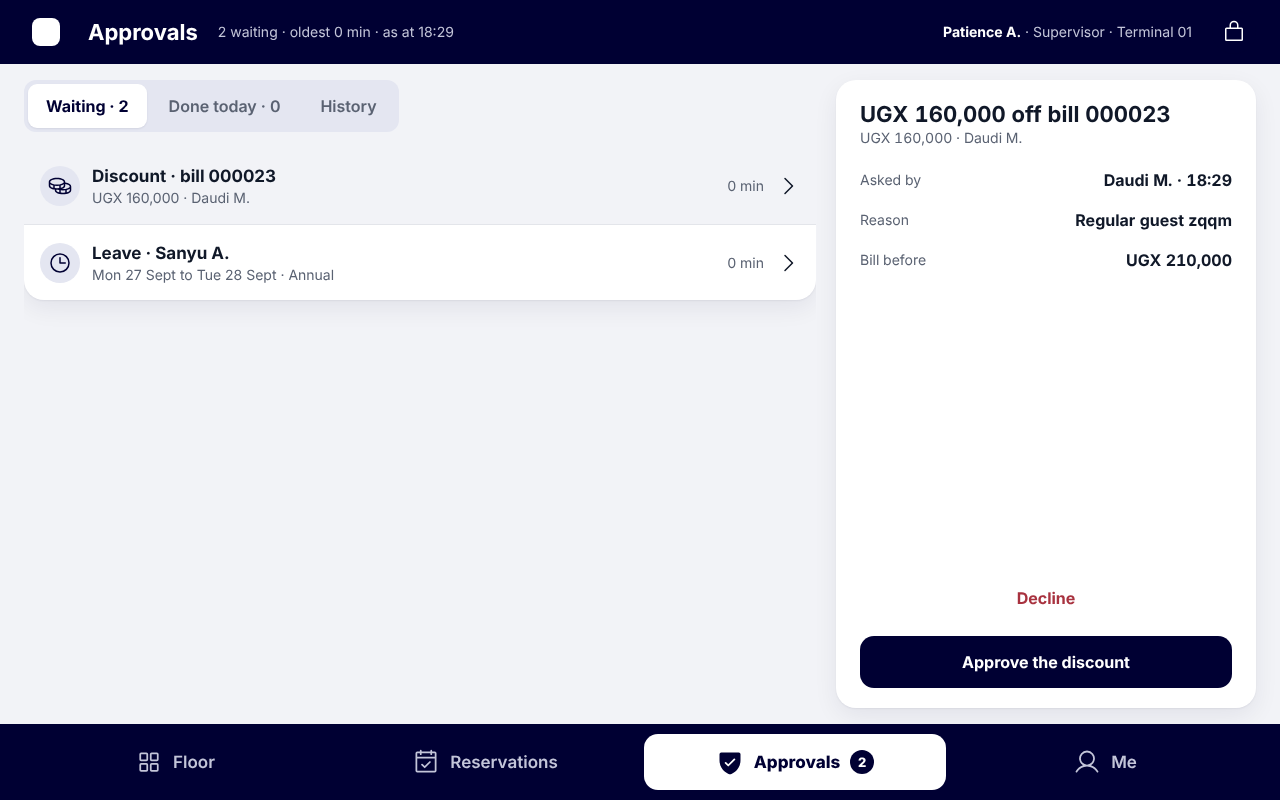 Approvals
2 waiting · oldest 0 min · as at 18:29
Patience A. · Supervisor · Terminal 01
Waiting · 2
Done today · 0
History
Discount · bill 000023
UGX 160,000 · Daudi M.
0 min
Leave · Sanyu A.
Mon 27 Sept to Tue 28 Sept · Annual
0 min
UGX 160,000 off bill 000023
UGX 160,000 · Daudi M.
Asked by
Daudi M. · 18:29
Reason
Regular guest zqqm
Bill before
UGX 210,000
Decline
Approve the discount
Floor
Reservations
Approvals 2
Me